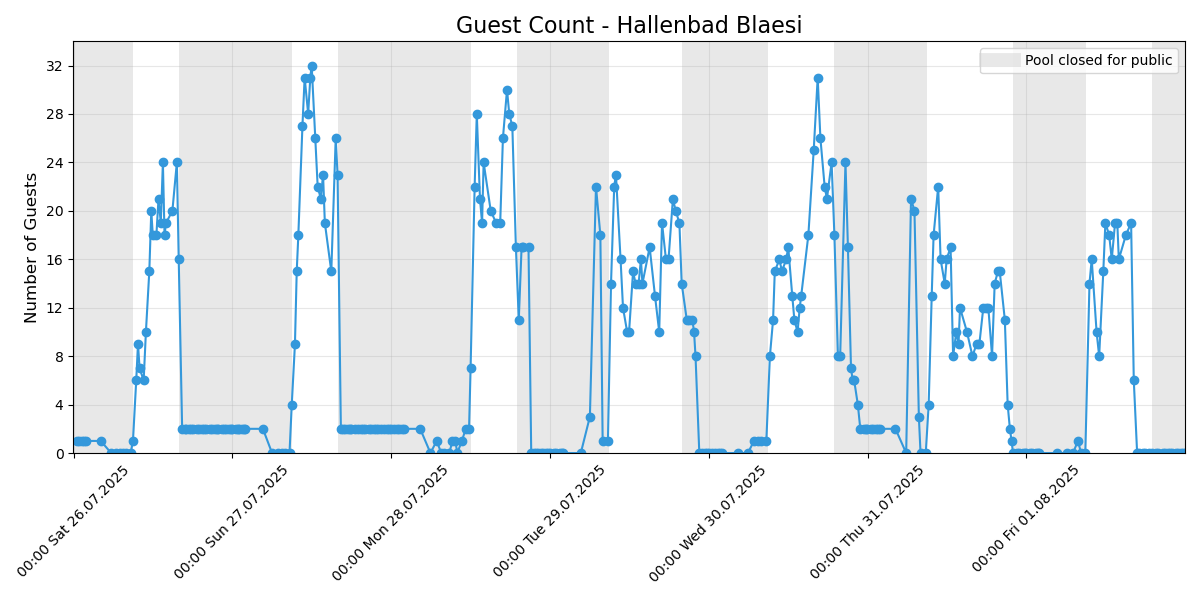 Guest Count - Hallenbad Blaesi
Pool closed for public
Number of Guests
32
28
24
20
16
12
8
4
0
00:00 Sat 26.07.2025
00:00 Sun 27.07.2025
00:00 Mon 28.07.2025
00:00 Tue 29.07.2025
00:00 Wed 30.07.2025
00:00 Thu 31.07.2025
00:00 Fri 01.08.2025